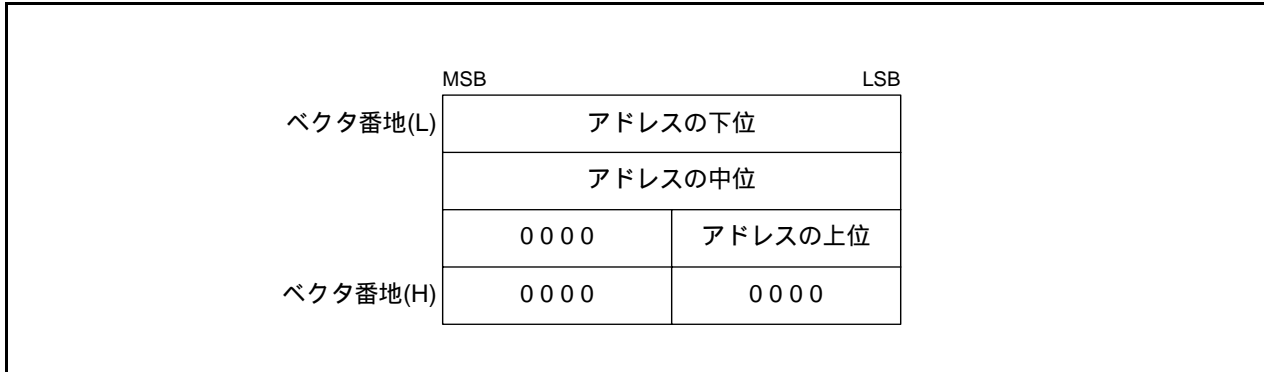 MSB LSB
ベクタ番地(L) アドレスの下位
アドレスの中位
0000 アドレスの上位
ベクタ番地(H) 0000 0000